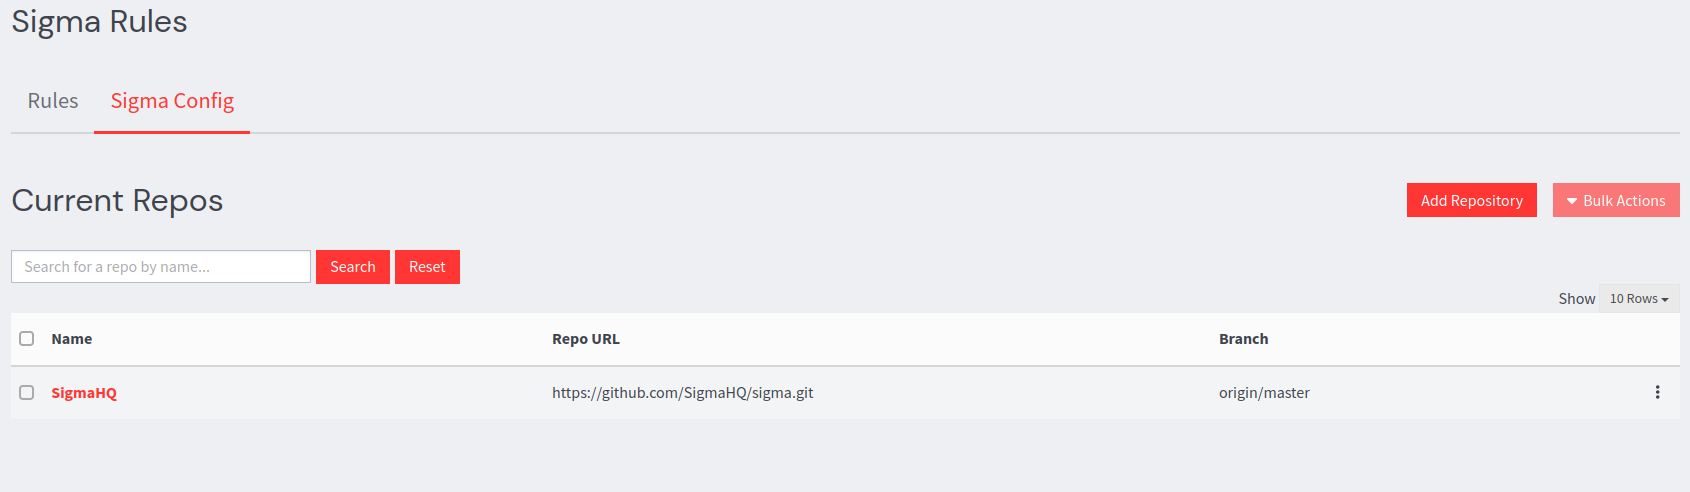 Sigma Rules
Rules Sigma Config
Current Repos
Add Repository Bulk Actions
Search for a repo by name... Search Reset
Show 10 Rows
Name Repo URL Branch
SigmaHQ https://github.com/SigmaHQ/sigma.git origin/master